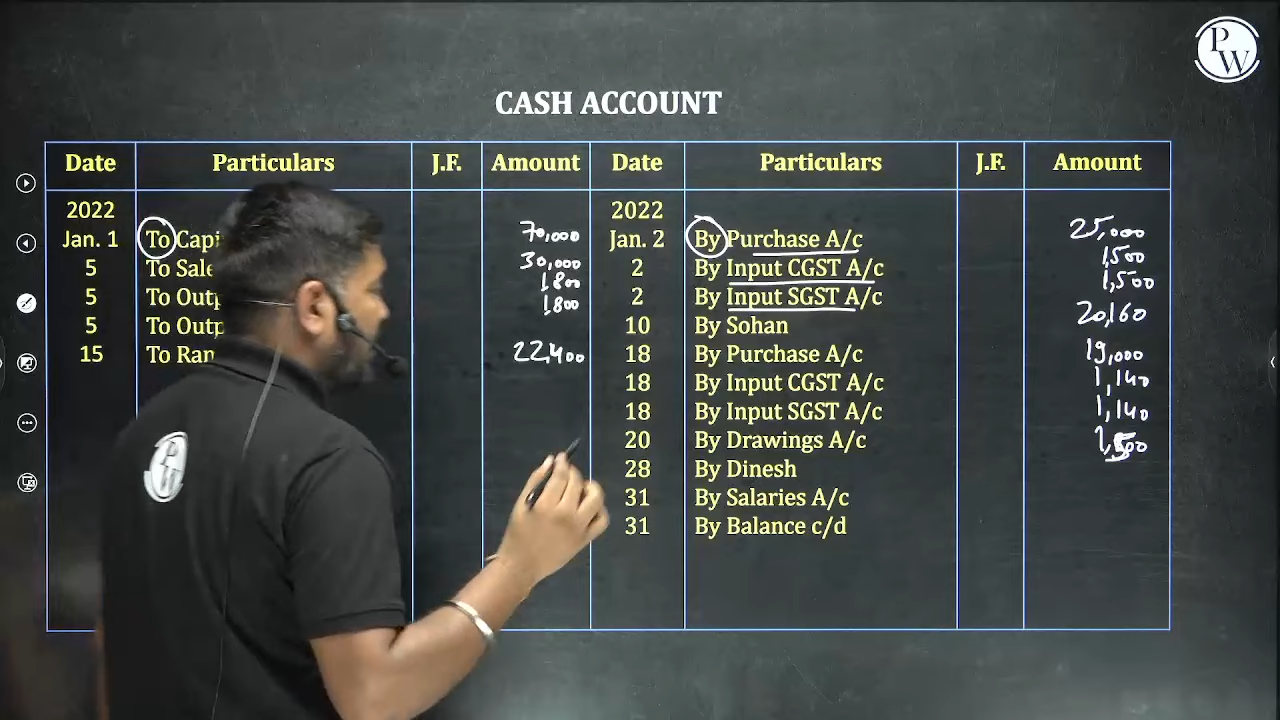 PW
CASH ACCOUNT
Date Particulars J.F. Amount Date Particulars J.F. Amount
2022 2022
Jan. 1 To Capi 70,000 Jan. 2 By Purchase A/c 25,000
5 To Sale 30,000 2 By Input CGST A/c 1,500
5 To Outp 1,800 2 By Input SGST A/c 1,500
5 To Outp 1,800 10 By Sohan 20,160
15 To Ran 22,400 18 By Purchase A/c 19,000
18 By Input CGST A/c 1,140
18 By Input SGST A/c 1,140
20 By Drawings A/c 1,500
28 By Dinesh
31 By Salaries A/c
31 By Balance c/d
PW